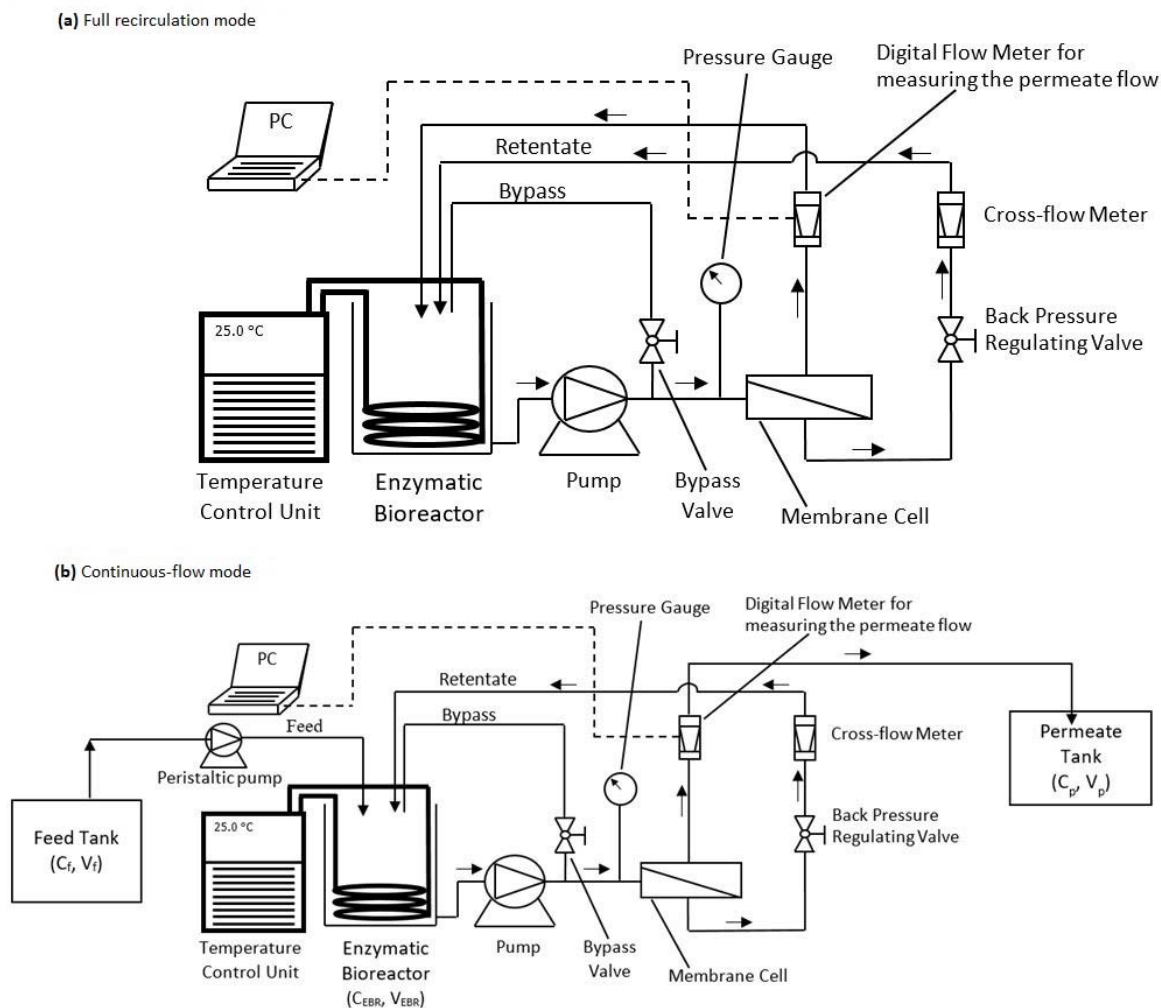 (a) Full recirculation mode
Pressure Gauge
Digital Flow Meter for
measuring the permeate flow
PC
Retentate
Bypass
Cross-flow Meter
25.0 °C
Back Pressure
Regulating Valve
Temperature
Control Unit
Enzymatic
Bioreactor
Pump
Bypass
Valve
Membrane Cell
(b) Continuous-flow mode
Pressure Gauge
Digital Flow Meter for
measuring the permeate flow
PC
Retentate
Bypass
Feed
Peristaltic pump
Cross-flow Meter
Permeate
Tank
(Cp, Vp)
Feed Tank
(Cf, Vf)
25.0 °C
Back Pressure
Regulating Valve
Temperature
Control Unit
Enzymatic
Bioreactor
(CEBR, VEBR)
Pump
Bypass
Valve
Membrane Cell